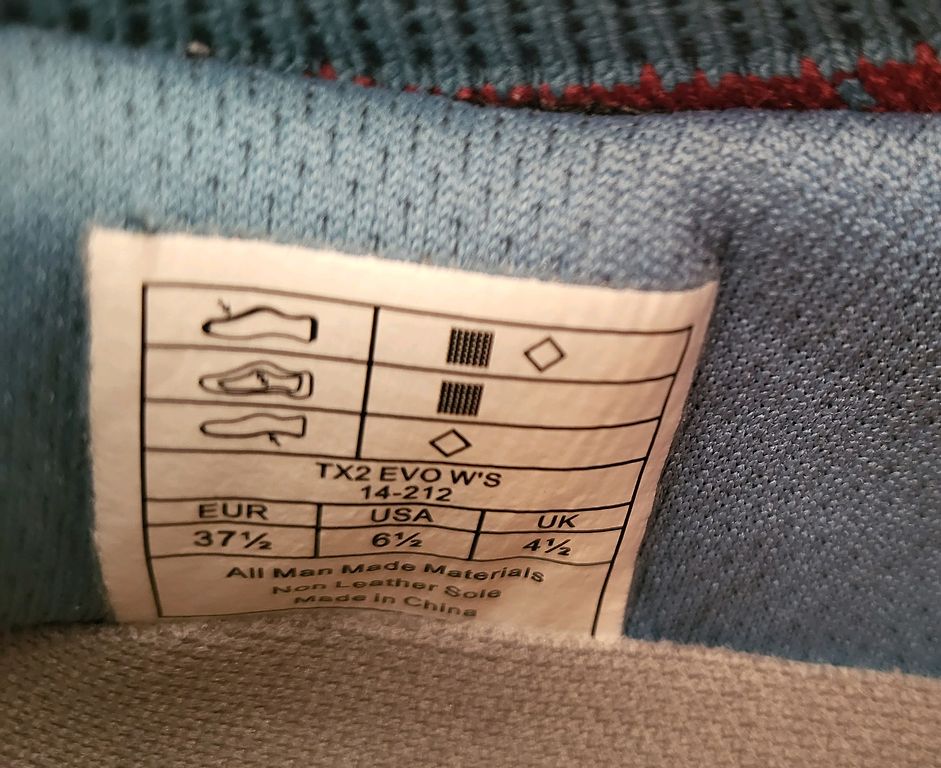 TX2 EVO W'S
14-212
EUR USA UK
37½ 6½ 4½
All Man Made Materials
Non Leather Sole
Made in China